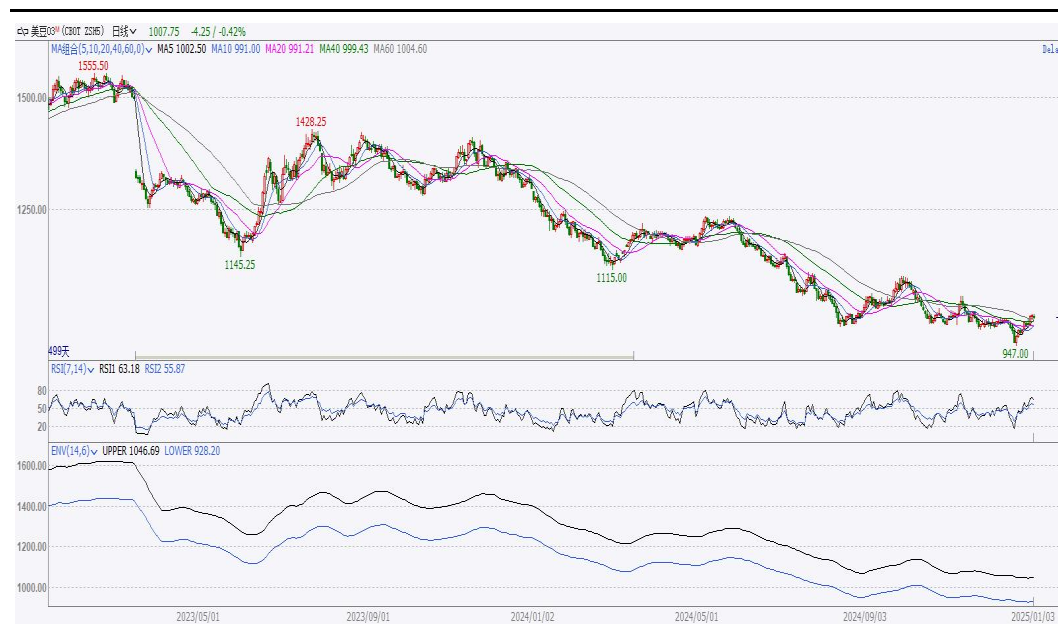 美豆03M (CBOT ZSH5) 日线 1007.75 -4.25 / -0.42%
MA组合(5,10,20,40,60,0) MA5 1002.50 MA10 991.00 MA20 991.21 MA40 999.43 MA60 1004.60
1555.50
1500.00
1428.25
1250.00
1145.25
1115.00
947.00
499天
RSI(7,14) RSI1 63.18 RSI2 55.87
80
50
20
ENV(14,6) UPPER 1046.69 LOWER 928.20
1600.00
1400.00
1200.00
1000.00
2023/05/01 2023/09/01 2024/01/02 2024/05/01 2024/09/03 2025/01/03